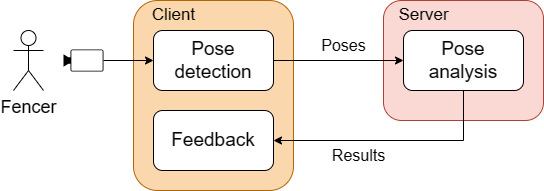 Client
Server
Pose
detection
Poses
Pose
analysis
Fencer
Feedback
Results